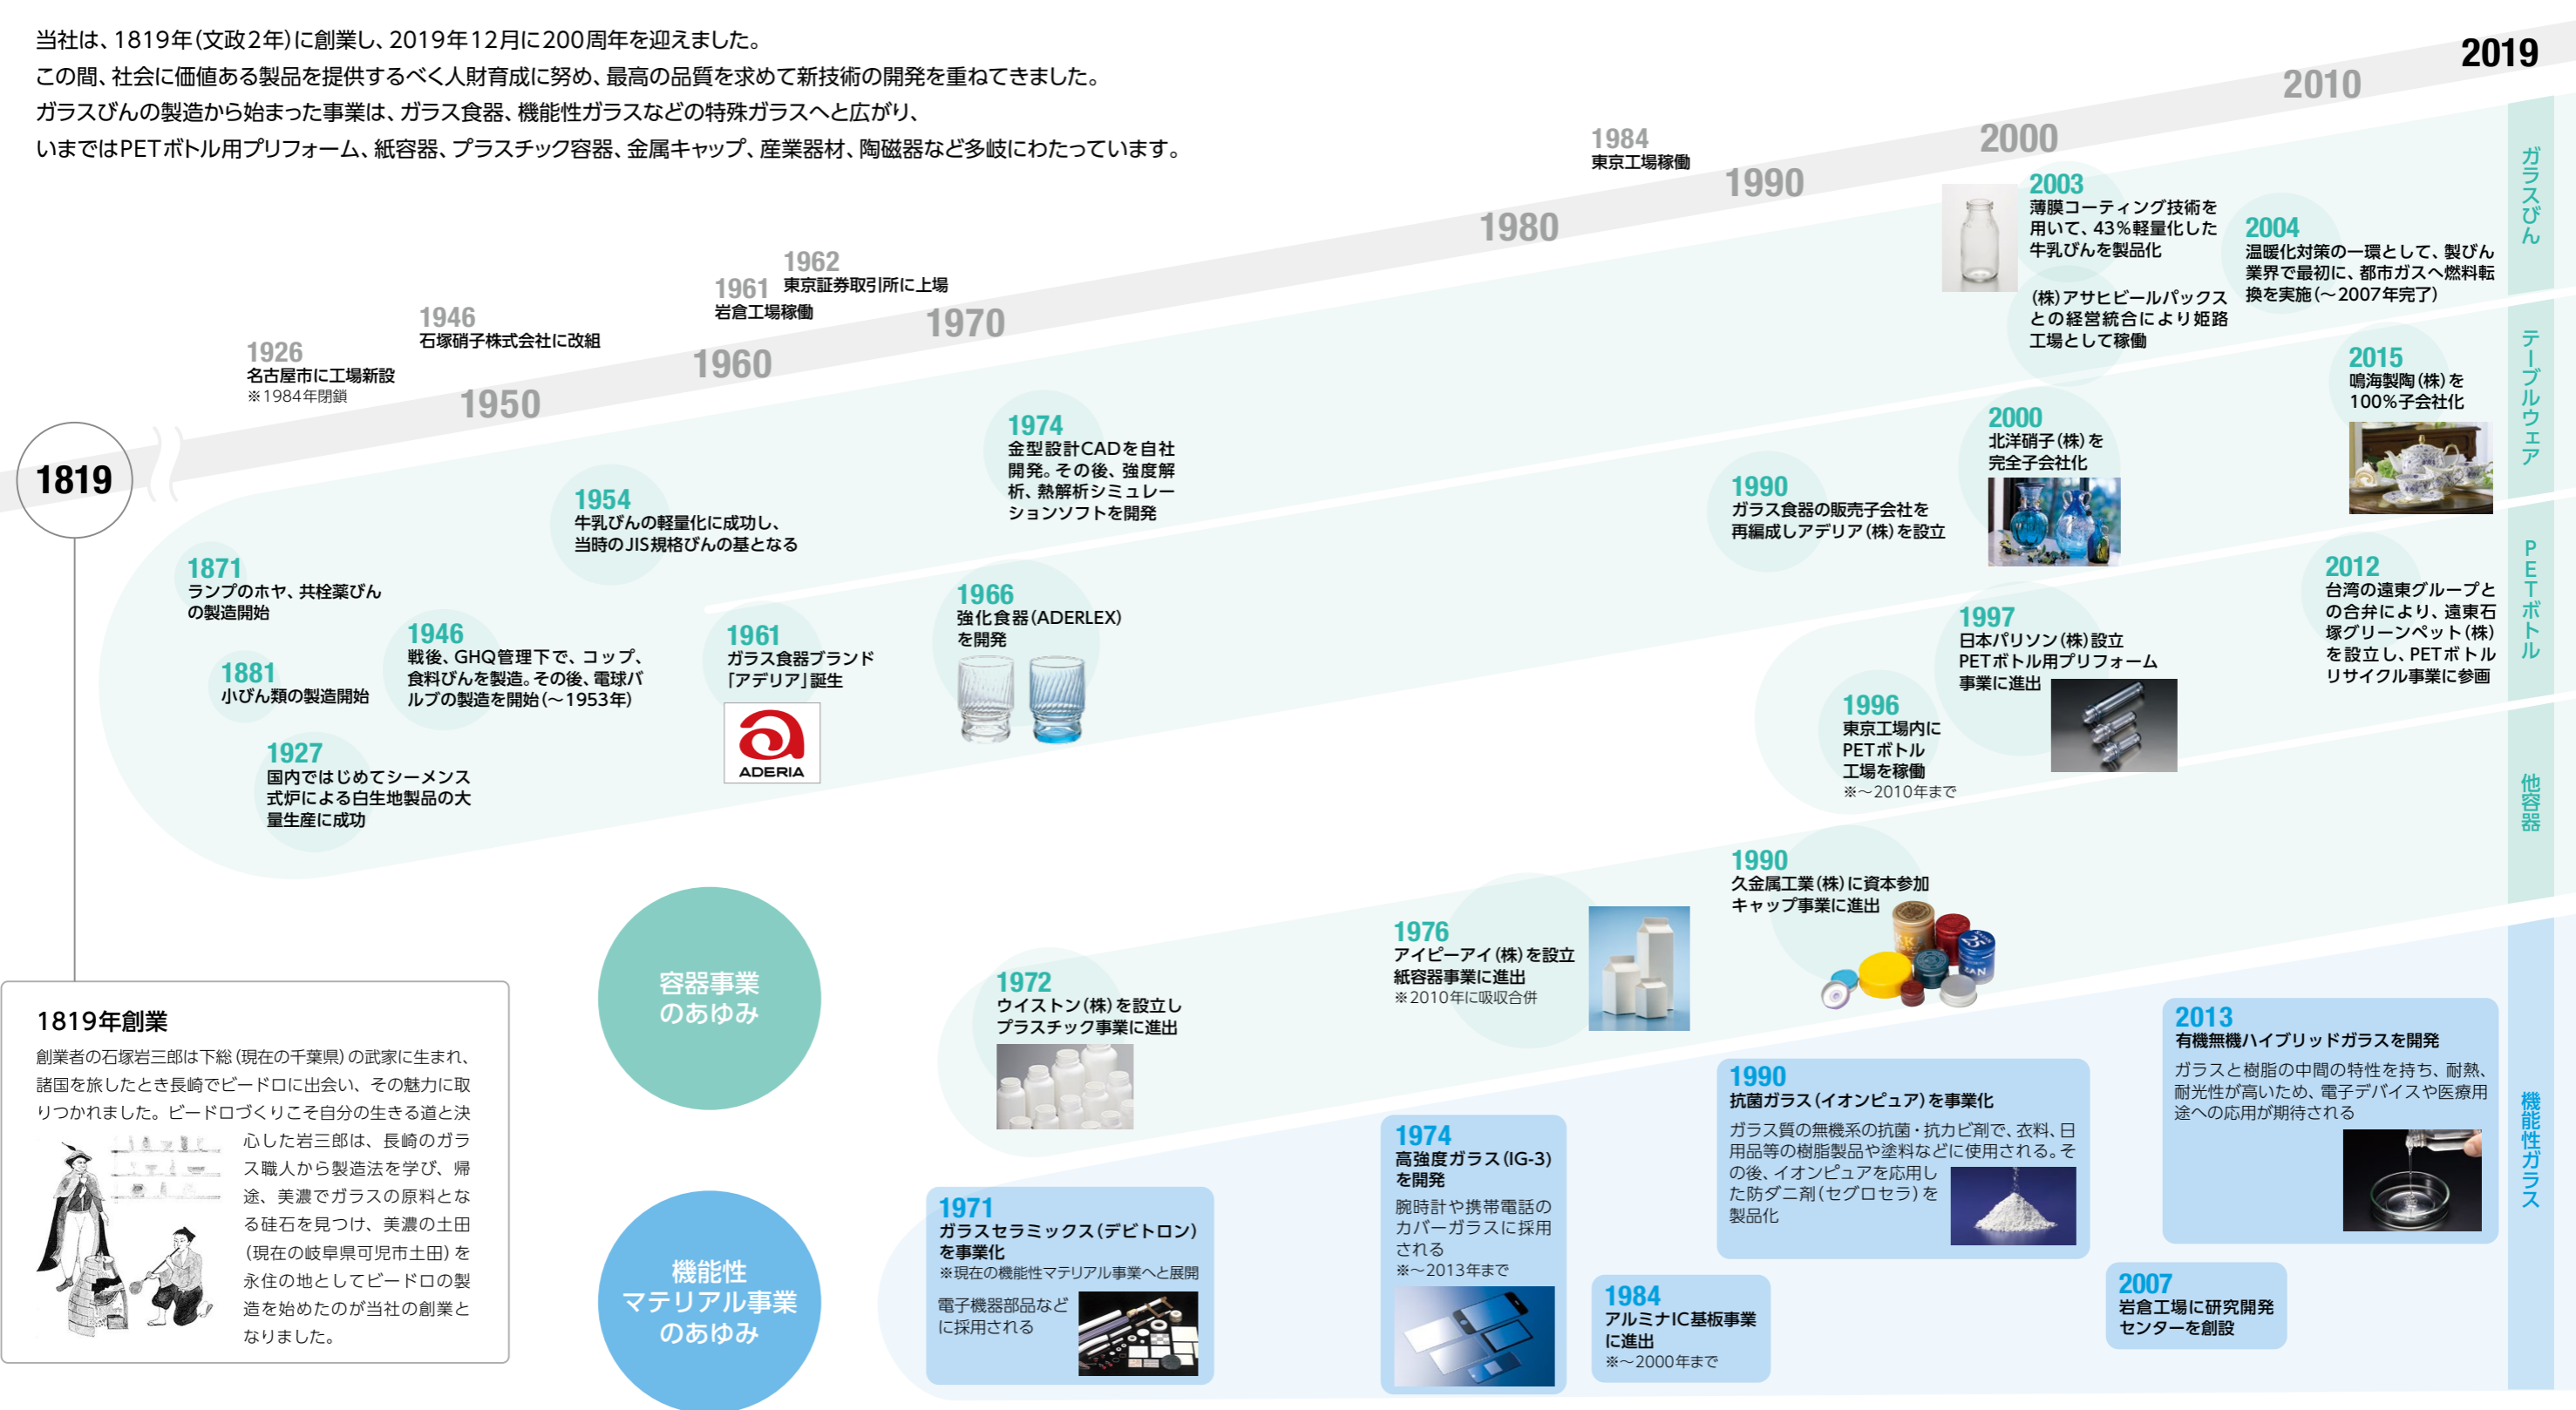 当社は、1819年(文政2年)に創業し、2019年12月に200周年を迎えました。
この間、社会に価値ある製品を提供するべく人財育成に努め、最高の品質を求めて新技術の開発を重ねてきました。
ガラスびんの製造から始まった事業は、ガラス食器、機能性ガラスなどの特殊ガラスへと広がり、
いまではPETボトル用プリフォーム、紙容器、プラスチック容器、金属キャップ、産業器材、陶磁器など多岐にわたっています。
1819
1950
1960
1970
1980
1990
2000
2010
2019
1926
名古屋市に工場新設
※1984年閉鎖
1946
石塚硝子株式会社に改組
1961
岩倉工場稼働
1962
東京証券取引所に上場
1984
東京工場稼働
ガラスびん
1871
ランプのホヤ、共栓薬びん
の製造開始
1881
小びん類の製造開始
1927
国内ではじめてシーメンス
式炉による白生地製品の大
量生産に成功
1946
戦後、GHQ管理下で、コップ、
食料びんを製造。その後、電球バ
ルブの製造を開始(～1953年)
1954
牛乳びんの軽量化に成功し、
当時のJIS規格びんの基となる
1974
金型設計CADを自社
開発。その後、強度解
析、熱解析シミュレー
ションソフトを開発
2003
薄膜コーティング技術を
用いて、43%軽量化した
牛乳びんを製品化
(株)アサヒビールパックス
との経営統合により姫路
工場として稼働
2004
温暖化対策の一環として、製びん
業界で最初に、都市ガスへ燃料転
換を実施(～2007年完了)
テーブルウェア
1961
ガラス食器ブランド
「アデリア」誕生
ADERIA
1966
強化食器(ADERLEX)
を開発
1990
ガラス食器の販売子会社を
再編成しアデリア(株)を設立
2000
北洋硝子(株)を
完全子会社化
2015
鳴海製陶(株)を
100%子会社化
PETボトル
1996
東京工場内に
PETボトル
工場を稼働
※～2010年まで
1997
日本パリソン(株)設立
PETボトル用プリフォーム
事業に進出
2012
台湾の遠東グループと
の合弁により、遠東石
塚グリーンペット(株)
を設立し、PETボトル
リサイクル事業に参画
他容器
容器事業
のあゆみ
1972
ウイストン(株)を設立し
プラスチック事業に進出
1976
アイピーアイ(株)を設立
紙容器事業に進出
※2010年に吸収合併
1990
久金属工業(株)に資本参加
キャップ事業に進出
機能性ガラス
機能性
マテリアル事業
のあゆみ
1971
ガラスセラミックス(デビトロン)
を事業化
※現在の機能性マテリアル事業へと展開
電子機器部品など
に採用される
1974
高強度ガラス(IG-3)
を開発
腕時計や携帯電話の
カバーガラスに採用
される
※～2013年まで
1984
アルミナIC基板事業
に進出
※～2000年まで
1990
抗菌ガラス(イオンピュア)を事業化
ガラス質の無機系の抗菌・抗カビ剤で、衣料、日
用品等の樹脂製品や塗料などに使用される。そ
の後、イオンピュアを応用し
た防ダニ剤(セグロセラ)を
製品化
2007
岩倉工場に研究開発
センターを創設
2013
有機無機ハイブリッドガラスを開発
ガラスと樹脂の中間の特性を持ち、耐熱、
耐光性が高いため、電子デバイスや医療用
途への応用が期待される
1819年創業
創業者の石塚岩三郎は下総(現在の千葉県)の武家に生まれ、
諸国を旅したとき長崎でビードロに出会い、その魅力に取
りつかれました。ビードロづくりこそ自分の生きる道と決
心した岩三郎は、長崎のガラ
ス職人から製造法を学び、帰
途、美濃でガラスの原料とな
る硅石を見つけ、美濃の土田
(現在の岐阜県可児市土田)を
永住の地としてビードロの製
造を始めたのが当社の創業と
なりました。